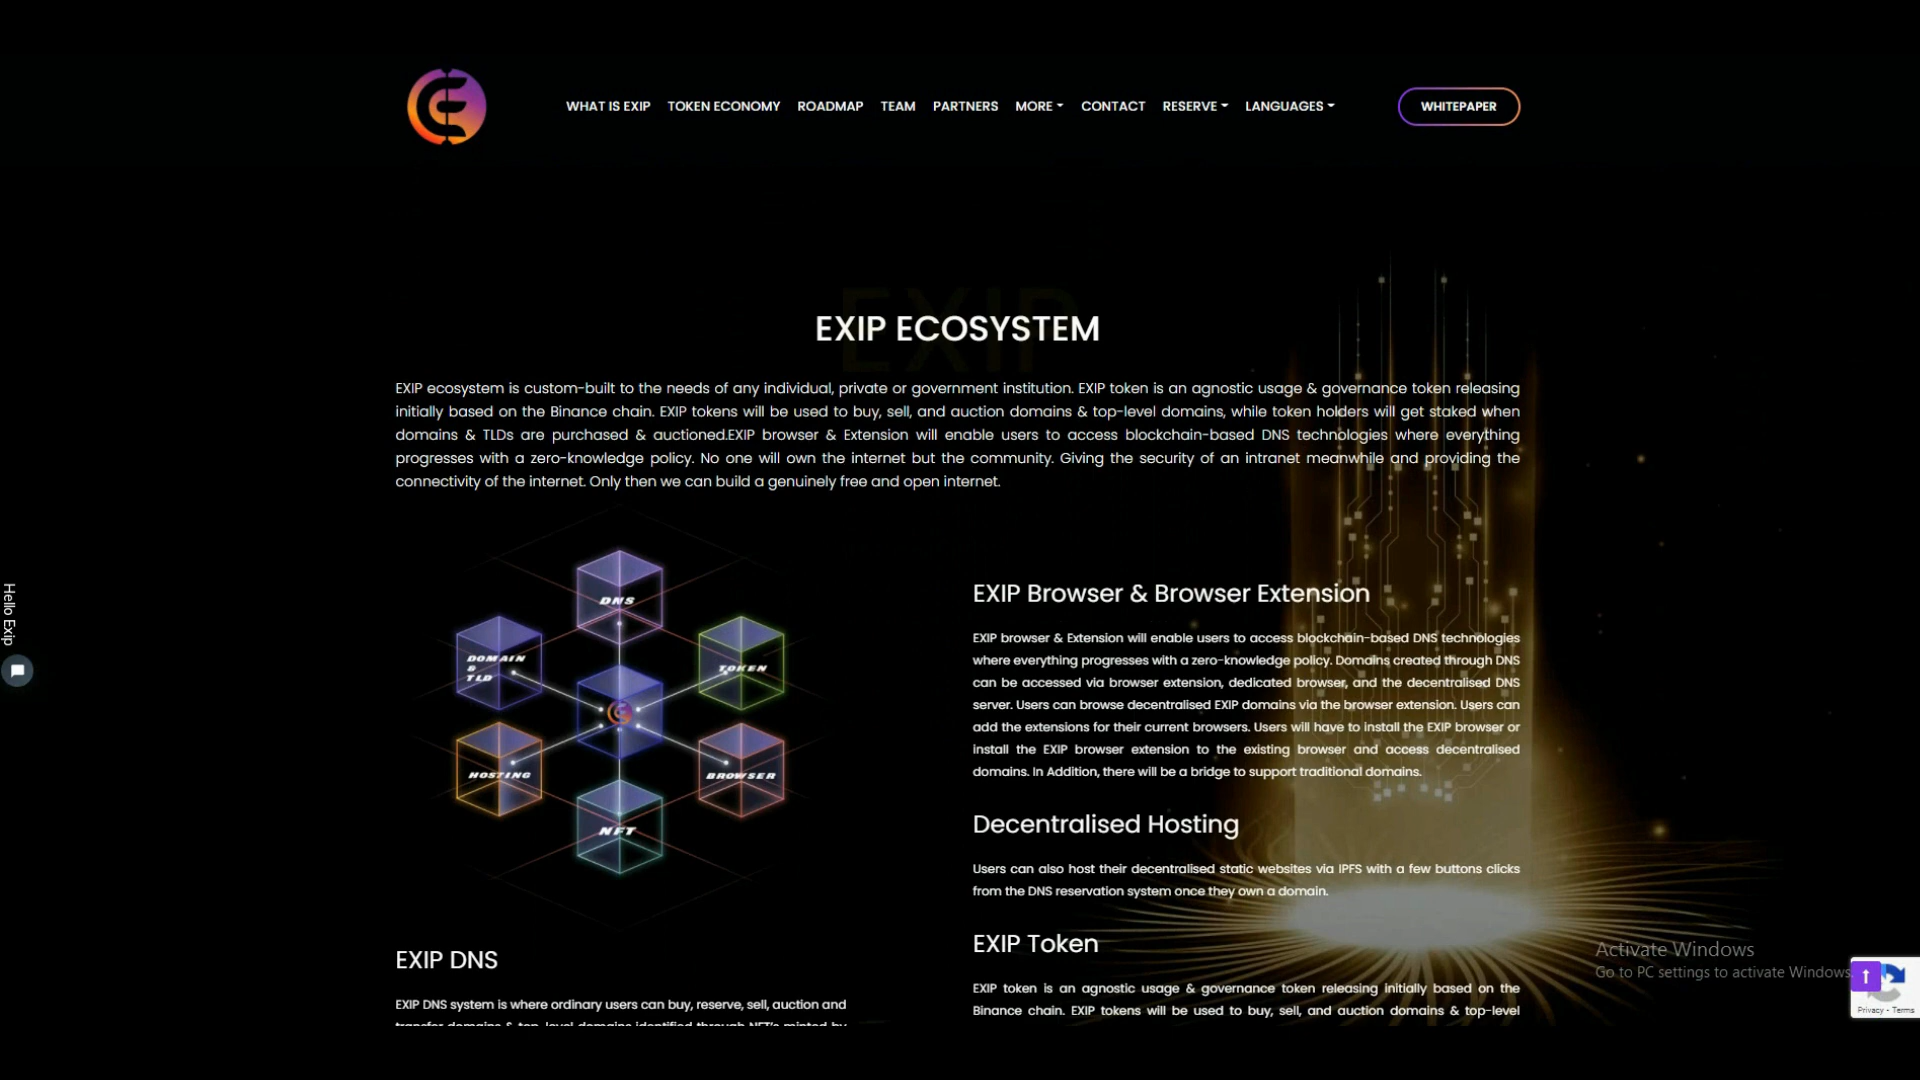 WHAT IS EXIP TOKEN ECONOMY ROADMAP TEAM PARTNERS MORE CONTACT RESERVE LANGUAGES WHITEPAPER
EXIP
EXIP ECOSYSTEM
EXIP ecosystem is custom-built to the needs of any individual, private or government institution. EXIP token is an agnostic usage & governance token releasing
initially based on the Binance chain. EXIP tokens will be used to buy, sell, and auction domains & top-level domains, while token holders will get staked when
domains & TLDs are purchased & auctioned.EXIP browser & Extension will enable users to access blockchain-based DNS technologies where everything
progresses with a zero-knowledge policy. No one will own the internet but the community. Giving the security of an intranet meanwhile and providing the
connectivity of the internet. Only then we can build a genuinely free and open internet.
DNS
DOMAIN
&
TLD
TOKEN
HOSTING
BROWSER
NFT
EXIP DNS
EXIP DNS system is where ordinary users can buy, reserve, sell, auction and
transfer domains & top-level domains identified through NFT's minted by
EXIP Browser & Browser Extension
EXIP browser & Extension will enable users to access blockchain-based DNS technologies
where everything progresses with a zero-knowledge policy. Domains created through DNS
can be accessed via browser extension, dedicated browser, and the decentralised DNS
server. Users can browse decentralised EXIP domains via the browser extension. Users can
add the extensions for their current browsers. Users will have to install the EXIP browser or
install the EXIP browser extension to the existing browser and access decentralised
domains. In Addition, there will be a bridge to support traditional domains.
Decentralised Hosting
Users can also host their decentralised static websites via IPFS with a few buttons clicks
from the DNS reservation system once they own a domain.
EXIP Token
EXIP token is an agnostic usage & governance token releasing initially based on the
Binance chain. EXIP tokens will be used to buy, sell, and auction domains & top-level
Hello Exip
Activate Windows
Go to PC settings to activate Windows.
Privacy - Terms